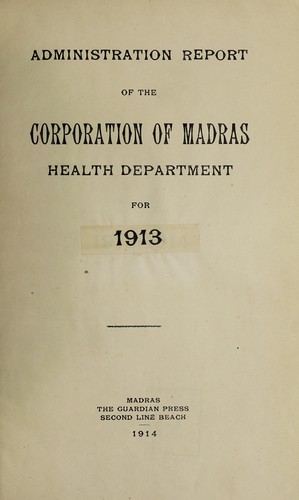 ADMINISTRATION REPORT
OF THE
CORPORATION OF MADRAS
HEALTH DEPARTMENT
FOR
1913
MADRAS
THE GUARDIAN PRESS
SECOND LINE BEACH
1914